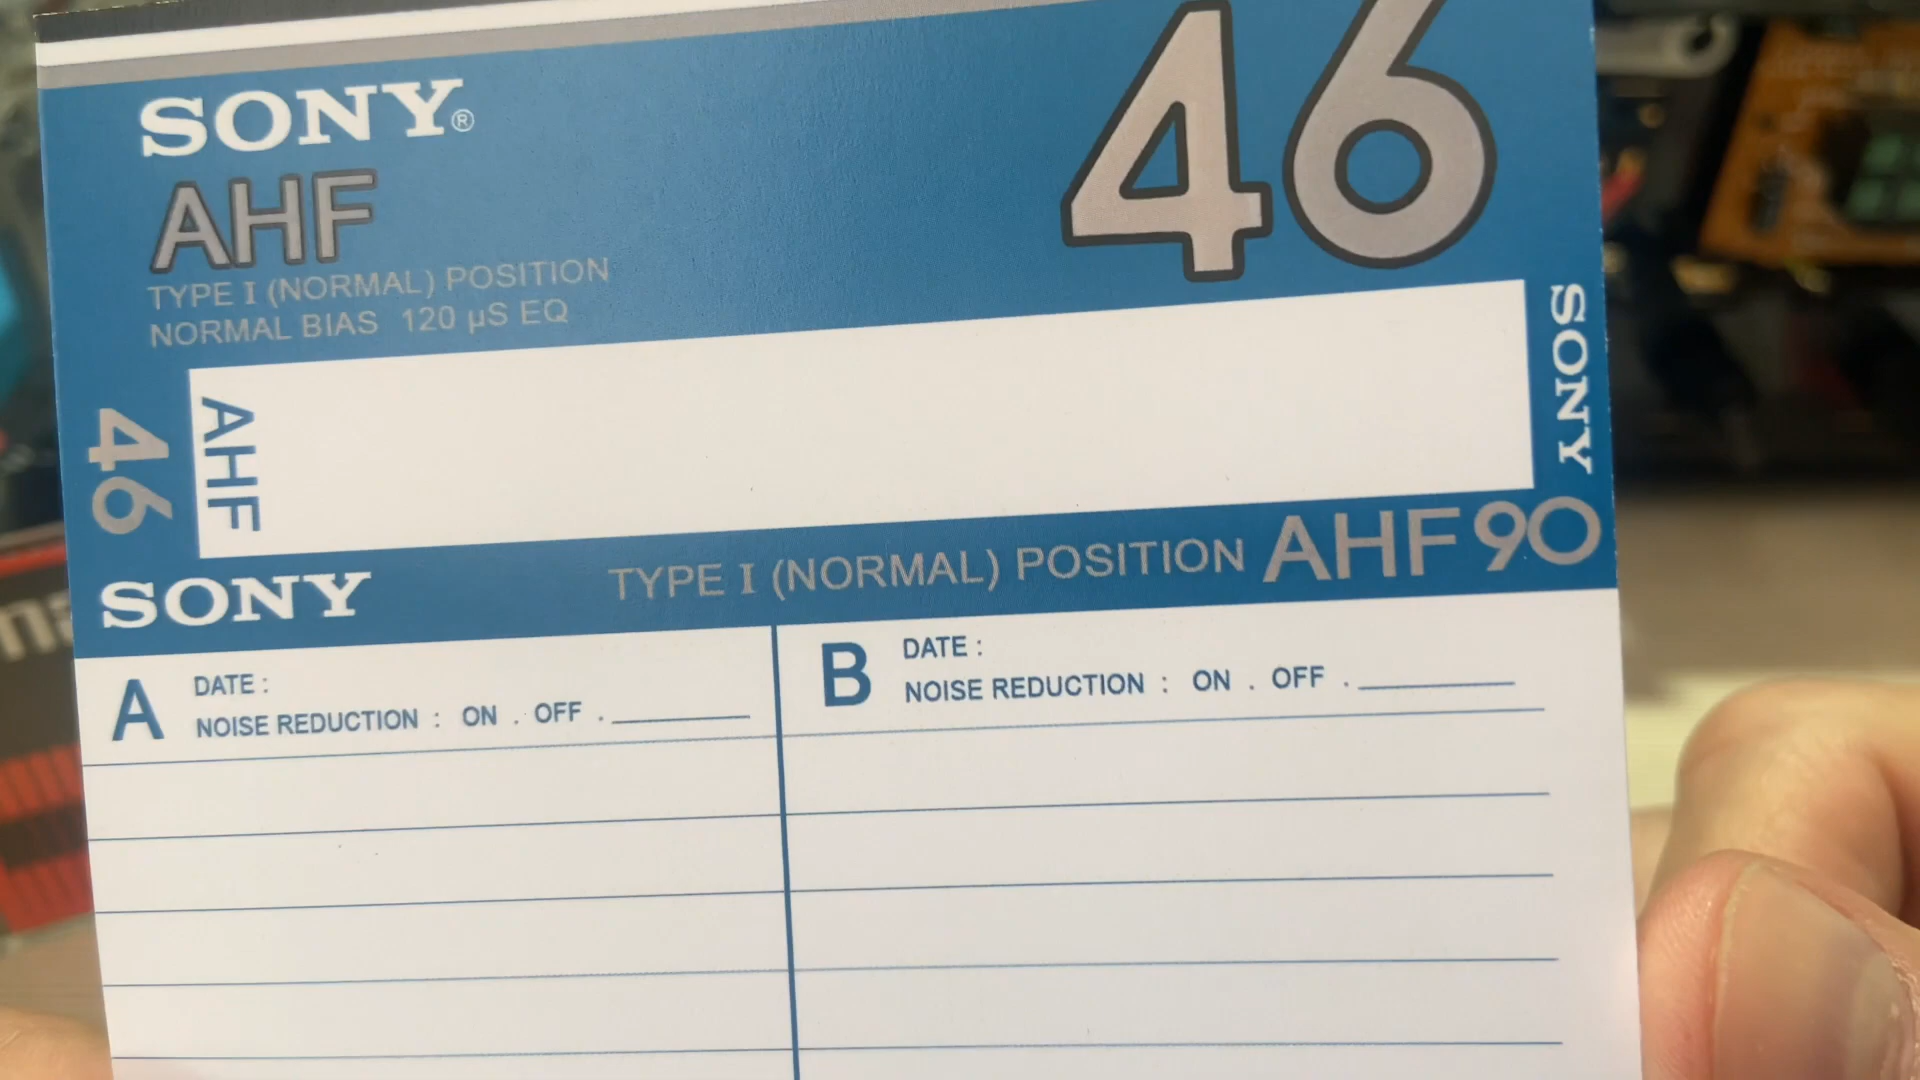 SONY®
46
AHF
TYPE I (NORMAL) POSITION
NORMAL BIAS 120 µS EQ
46
AHF
SONY
SONY
TYPE I (NORMAL) POSITION AHF 90
A
DATE :
NOISE REDUCTION : ON . OFF .
B
DATE :
NOISE REDUCTION : ON . OFF .